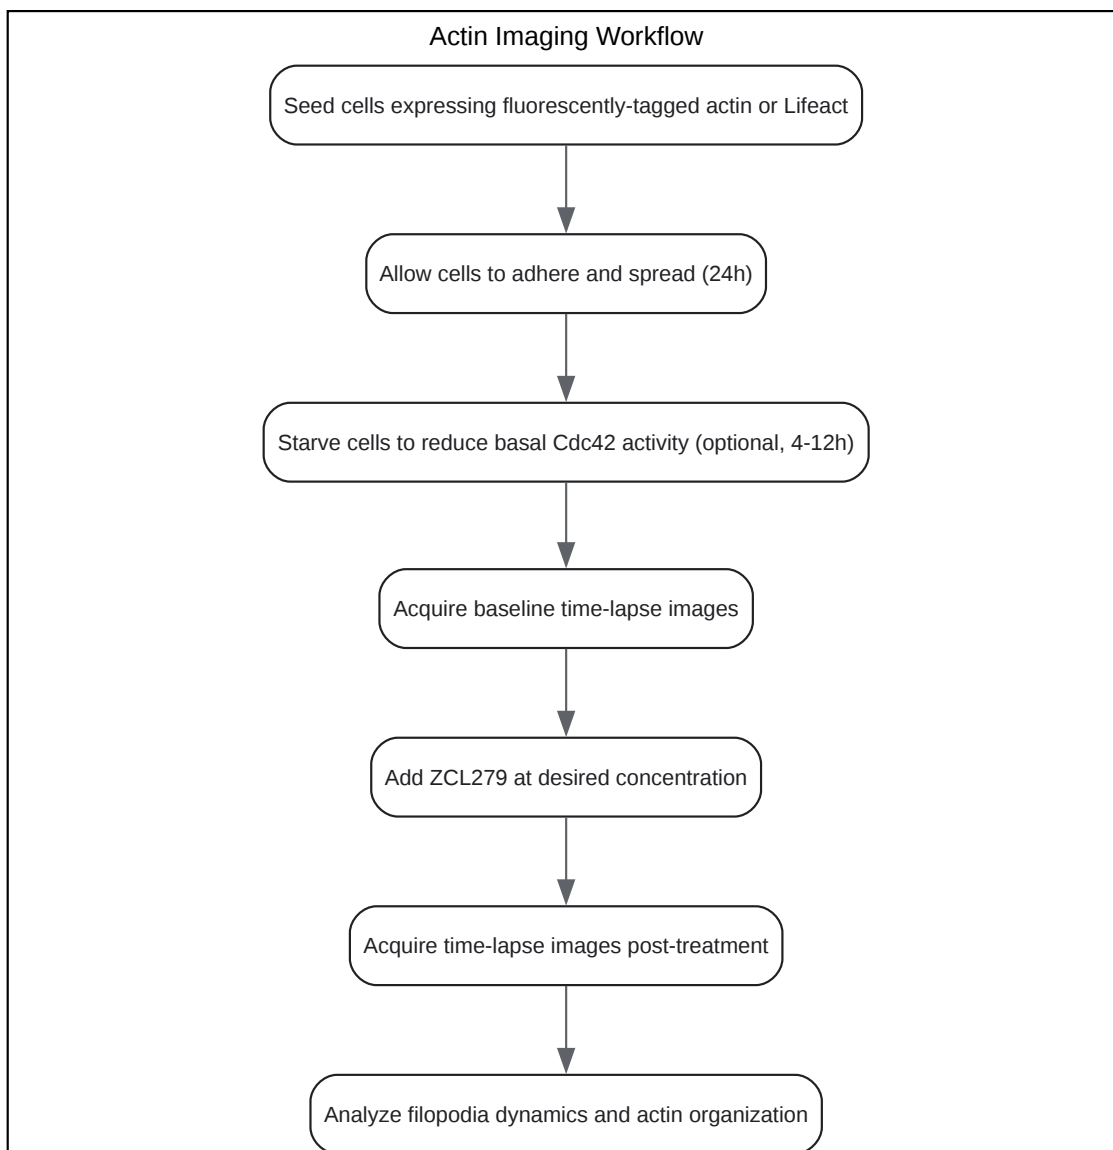 Actin Imaging Workflow
Seed cells expressing fluorescently-tagged actin or Lifeact
Allow cells to adhere and spread (24h)
Starve cells to reduce basal Cdc42 activity (optional, 4-12h)
Acquire baseline time-lapse images
Add ZCL279 at desired concentration
Acquire time-lapse images post-treatment
Analyze filopodia dynamics and actin organization